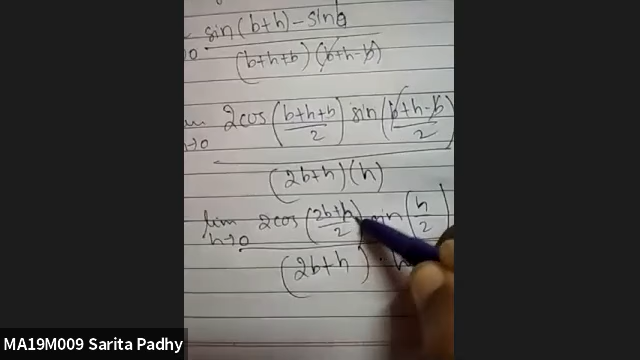 sin(b+h) - sinb
→0 (b+h+b) (b+h-b)
lim h→0 2cos((b+h+b)/2) sin((b+h-b)/2)
(2b+h)(h)
lim h→0 2cos((2b+h)/2) sin(h/2)
(2b+h) · h
MA19M009 Sarita Padhy